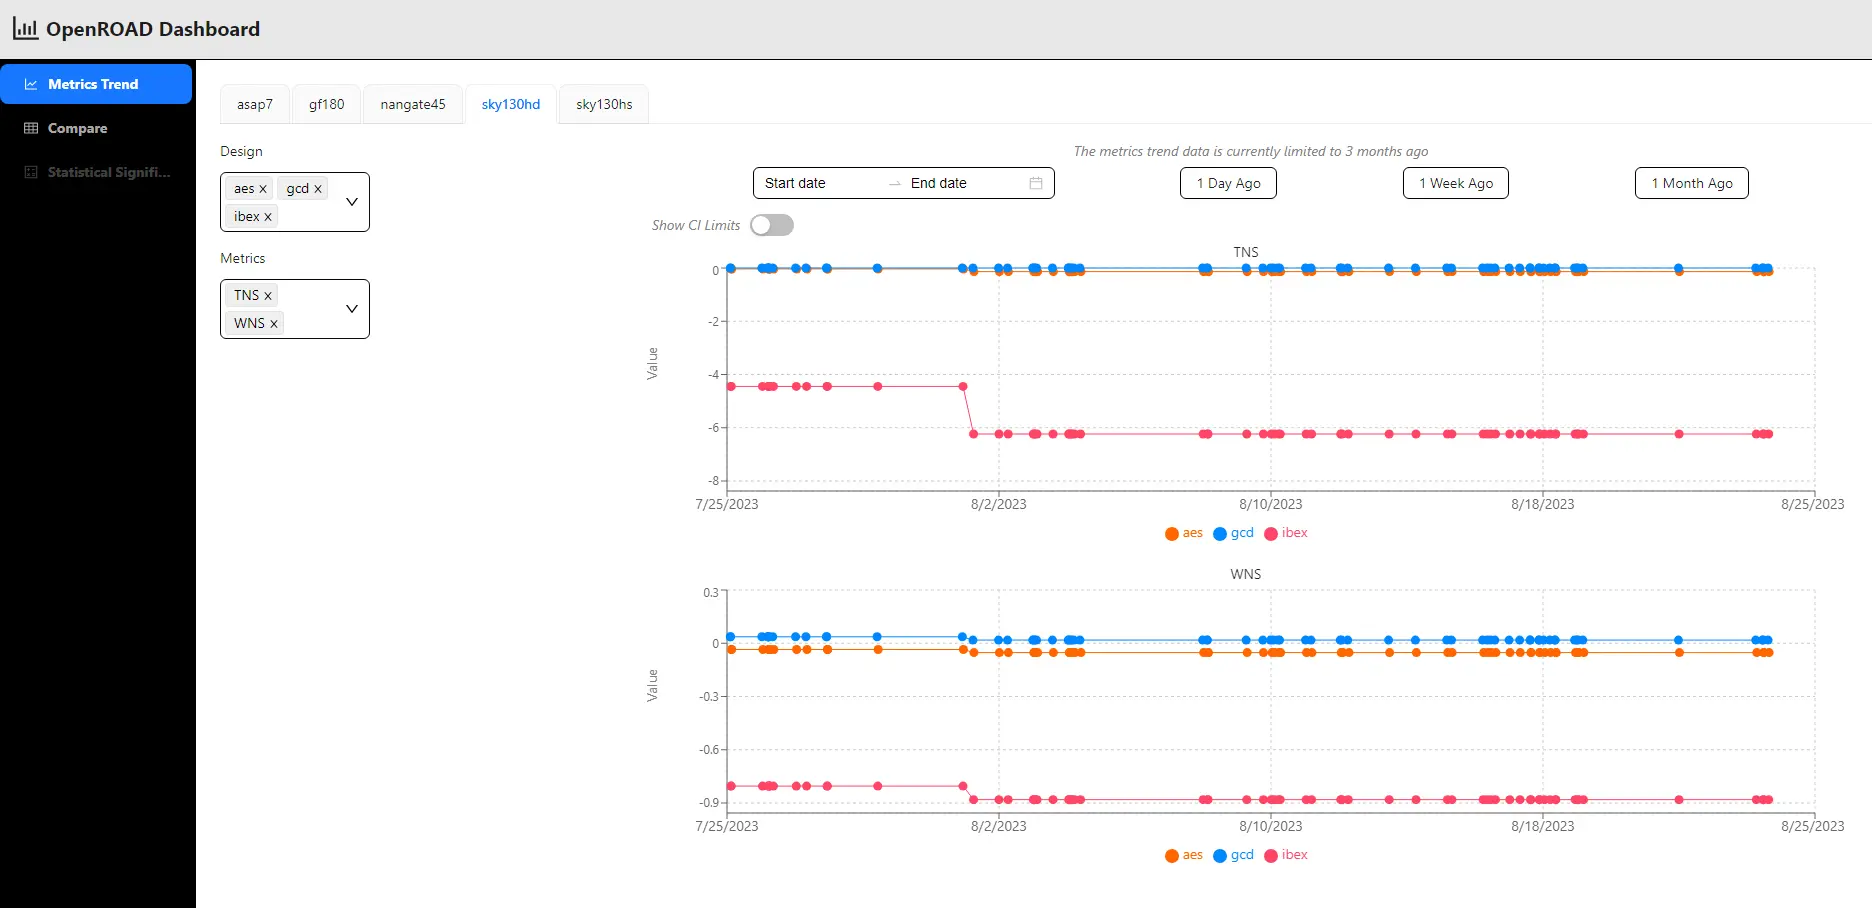 OpenROAD Dashboard
Metrics Trend
Compare
Statistical Signifi...
asap7 gf180 nangate45 sky130hd sky130hs
Design
aes x gcd x
ibex x
Metrics
TNS x
WNS x
The metrics trend data is currently limited to 3 months ago
Start date → End date 1 Day Ago 1 Week Ago 1 Month Ago
Show CI Limits
TNS
0
-2
-4
-6
-8
Value
7/25/2023 8/2/2023 8/10/2023 8/18/2023 8/25/2023
aes gcd ibex
WNS
0.3
0
-0.3
-0.6
-0.9
Value
7/25/2023 8/2/2023 8/10/2023 8/18/2023 8/25/2023
aes gcd ibex